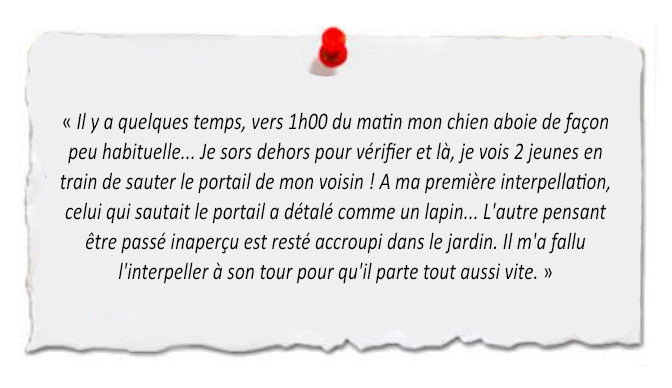 « Il y a quelques temps, vers 1h00 du matin mon chien aboie de façon
peu habituelle... Je sors dehors pour vérifier et là, je vois 2 jeunes en
train de sauter le portail de mon voisin ! A ma première interpellation,
celui qui sautait le portail a détalé comme un lapin... L'autre pensant
être passé inaperçu est resté accroupi dans le jardin. Il m'a fallu
l'interpeller à son tour pour qu'il parte tout aussi vite. »